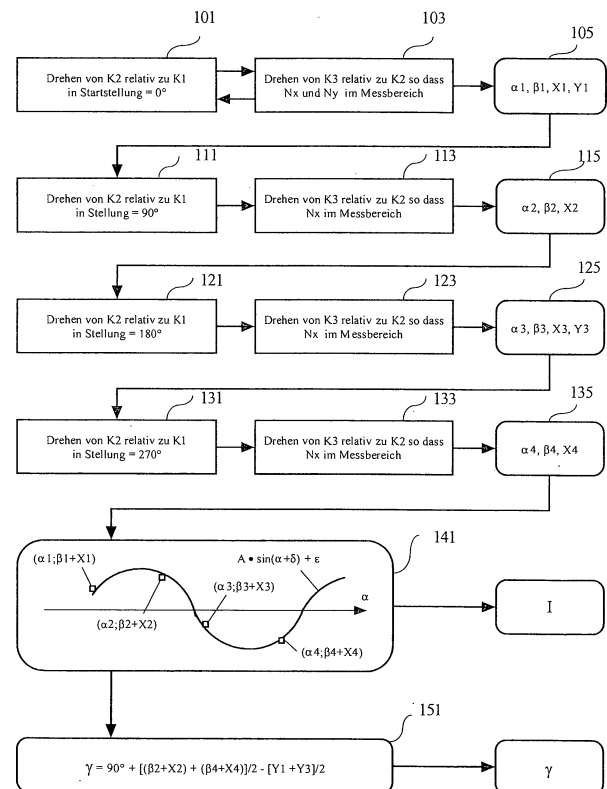 101
103
105
Drehen von K2 relativ zu K1
in Startstellung = 0°
Drehen von K3 relativ zu K2 so dass
Nx und Ny im Messbereich
α1, β1, X1, Y1
111
113
115
Drehen von K2 relativ zu K1
in Stellung = 90°
Drehen von K3 relativ zu K2 so dass
Nx im Messbereich
α2, β2, X2
121
123
125
Drehen von K2 relativ zu K1
in Stellung = 180°
Drehen von K3 relativ zu K2 so dass
Nx im Messbereich
α3, β3, X3, Y3
131
133
135
Drehen von K2 relativ zu K1
in Stellung = 270°
Drehen von K3 relativ zu K2 so dass
Nx im Messbereich
α4, β4, X4
141
(α1;β1+X1)
A • sin(α+δ) + ε
(α3;β3+X3)
α
(α2;β2+X2)
(α4;β4+X4)
I
151
γ = 90° + [(β2+X2) + (β4+X4)]/2 - [Y1 +Y3]/2
γ